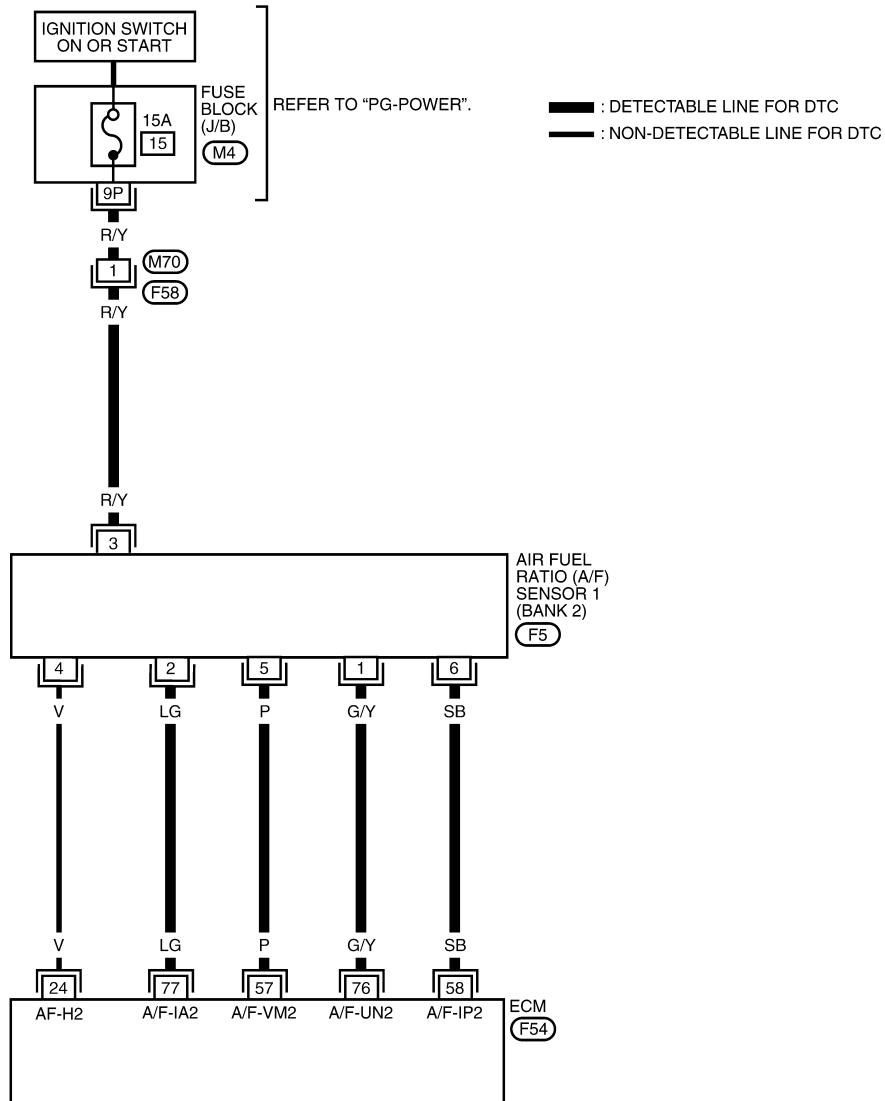 IGNITION SWITCH
ON OR START
FUSE
BLOCK
(J/B)
M4
15A
15
REFER TO “PG-POWER”.
: DETECTABLE LINE FOR DTC
: NON-DETECTABLE LINE FOR DTC
9P
R/Y
1
M70
F58
R/Y
R/Y
3
AIR FUEL
RATIO (A/F)
SENSOR 1
(BANK 2)
F5
4 2 5 1 6
V LG P G/Y SB
V LG P G/Y SB
24 77 57 76 58
AF-H2 A/F-IA2 A/F-VM2 A/F-UN2 A/F-IP2
ECM
F54